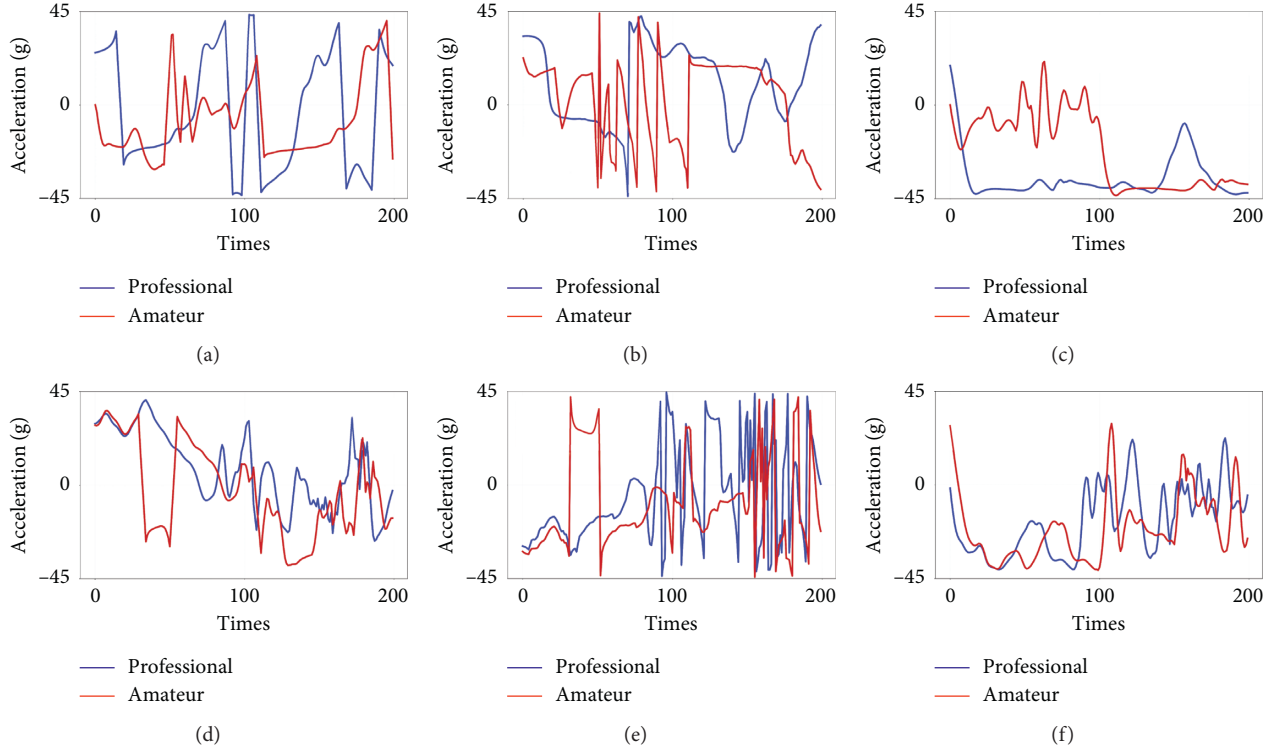 45
0
−45
Acceleration (g)
0 100 200
Times
Professional
Amateur
(a)
45
0
−45
Acceleration (g)
0 100 200
Times
Professional
Amateur
(b)
45
0
−45
Acceleration (g)
0 100 200
Times
Professional
Amateur
(c)
45
0
−45
Acceleration (g)
0 100 200
Times
Professional
Amateur
(d)
45
0
−45
Acceleration (g)
0 100 200
Times
Professional
Amateur
(e)
45
0
−45
Acceleration (g)
0 100 200
Times
Professional
Amateur
(f)